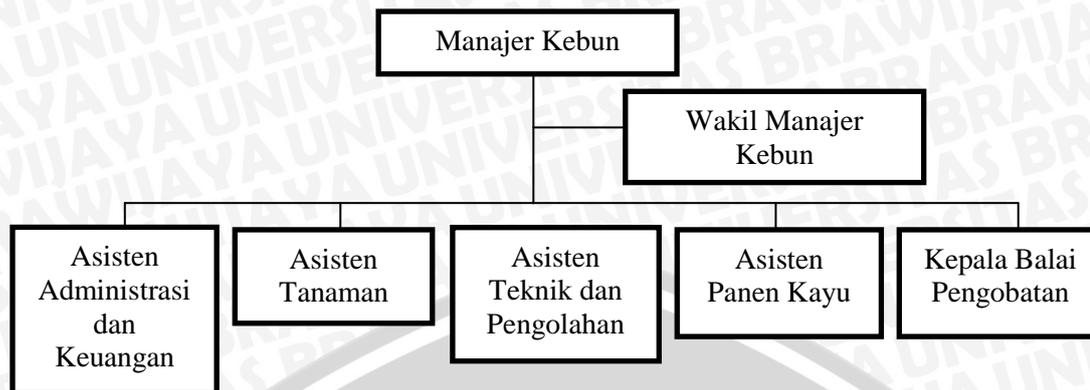 Manajer Kebun
Wakil Manajer
Kebun
Asisten
Administrasi
dan
Keuangan
Asisten
Tanaman
Asisten
Teknik dan
Pengolahan
Asisten
Panen Kayu
Kepala Balai
Pengobatan